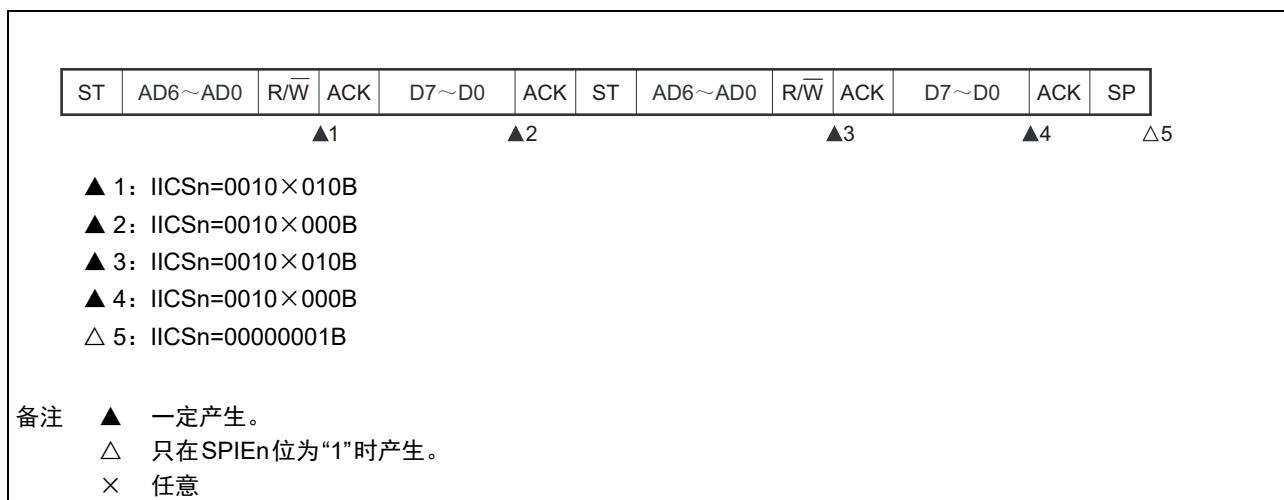 ST AD6～AD0 R/W̅ ACK D7～D0 ACK ST AD6～AD0 R/W̅ ACK D7～D0 ACK SP
▲1 ▲2 ▲3 ▲4 △5
▲ 1：IICSn=0010×010B
▲ 2：IICSn=0010×000B
▲ 3：IICSn=0010×010B
▲ 4：IICSn=0010×000B
△ 5：IICSn=00000001B
备注 ▲ 一定产生。
△ 只在SPIEn位为“1”时产生。
× 任意